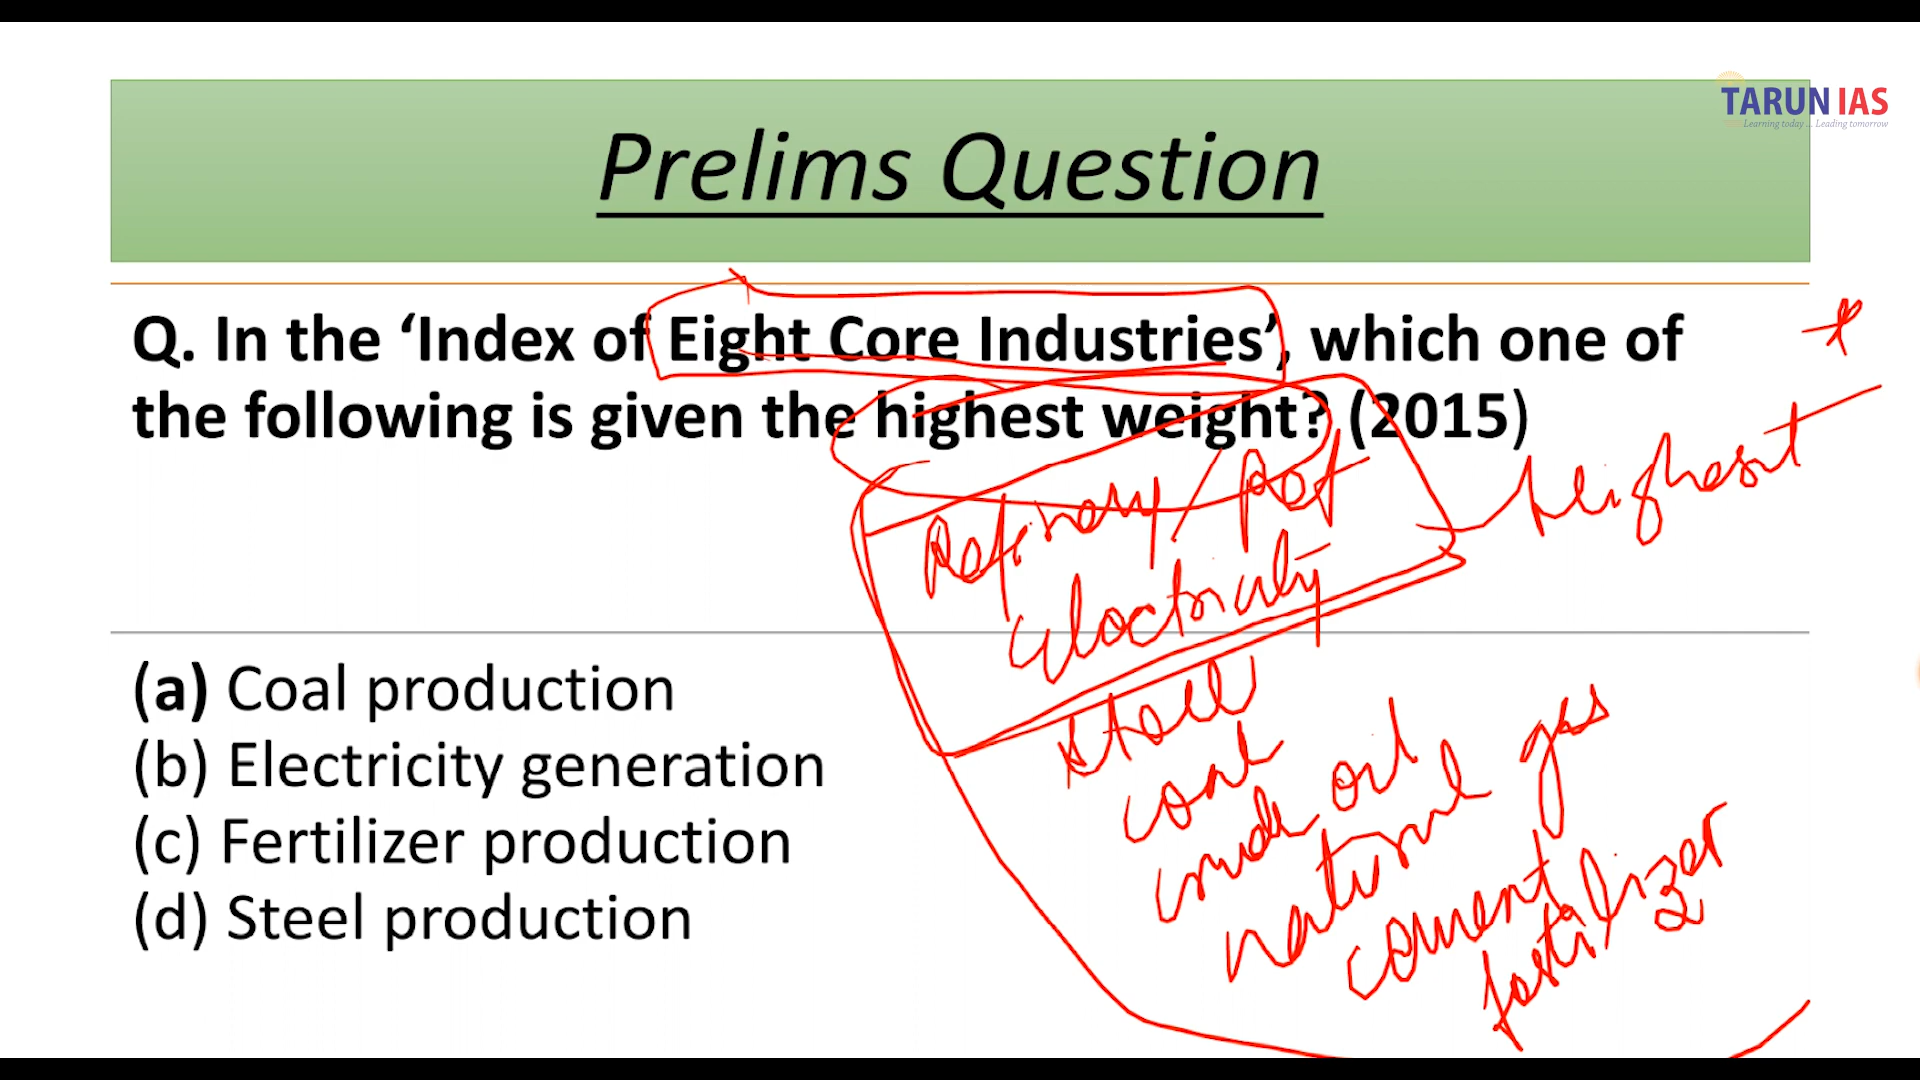 TARUN IAS
Learning today... Leading tomorrow
Prelims Question
Q. In the ‘Index of Eight Core Industries’, which one of
the following is given the highest weight? (2015)
Highest
Refinery / Pet
Electricity
Steel
Coal
crude oil
natural gas
cement
fertilizer
(a) Coal production
(b) Electricity generation
(c) Fertilizer production
(d) Steel production